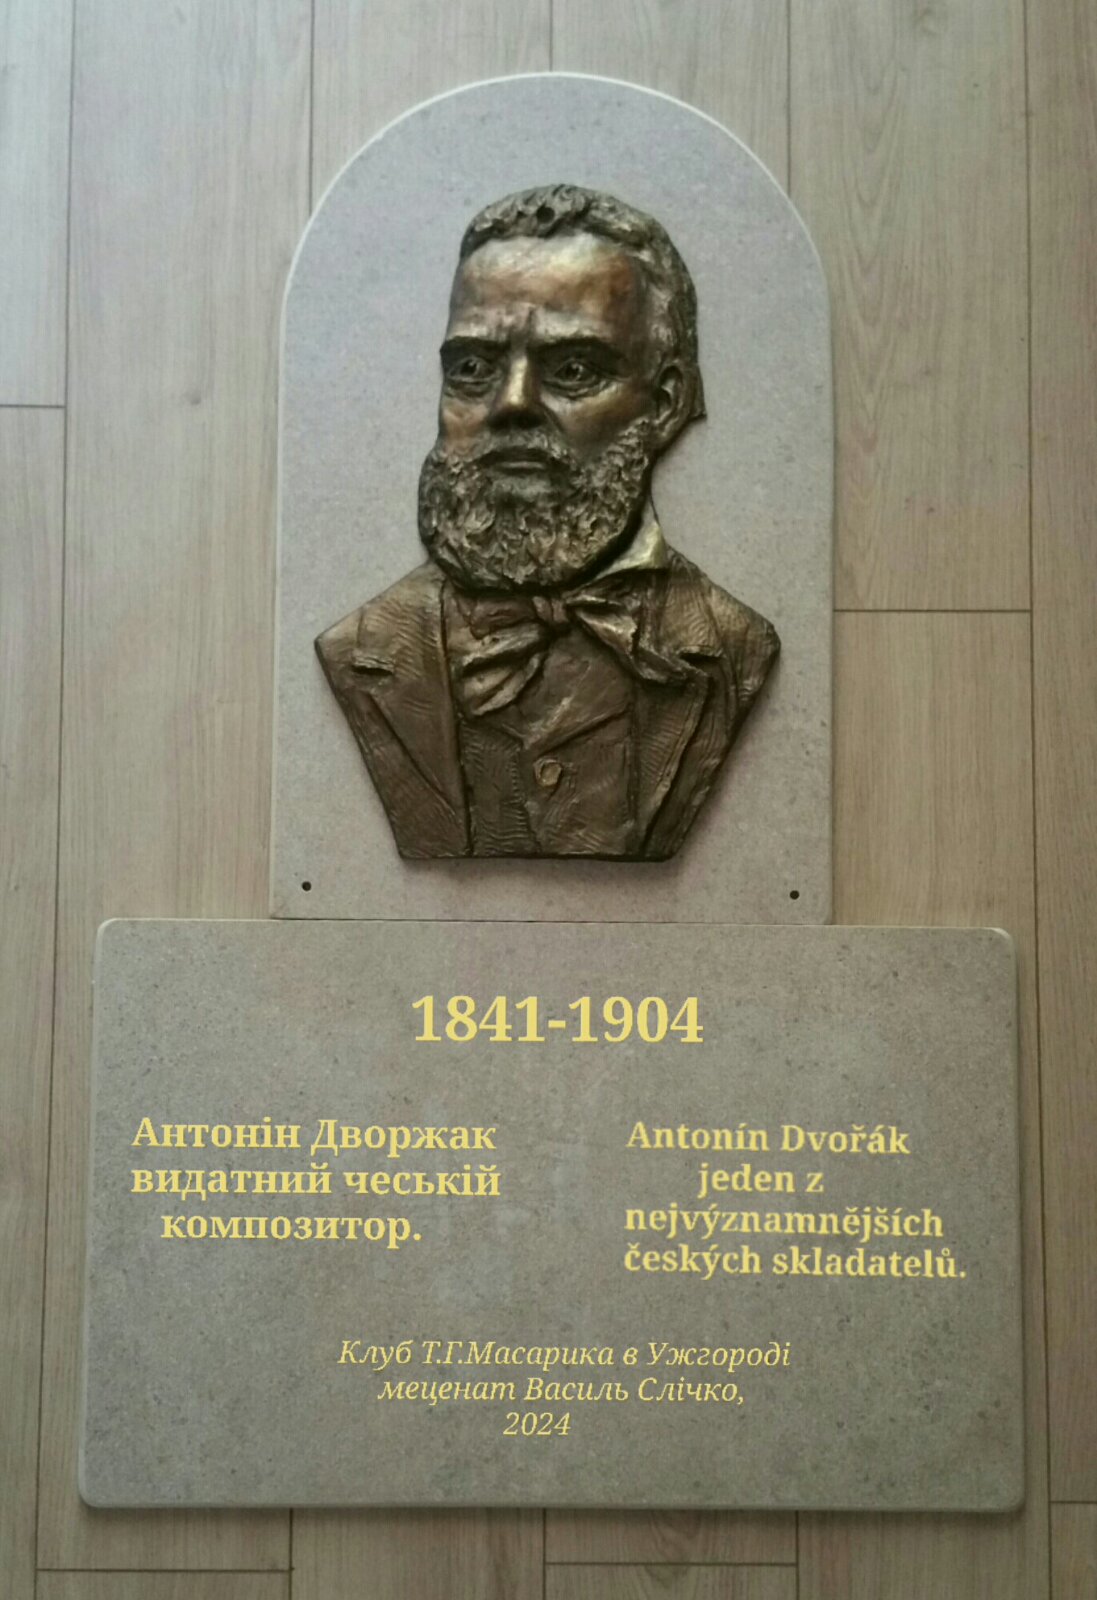 1841-1904
Антонін Дворжак
видатний чеській
композитор.
Antonín Dvořák
jeden z
nejvýznamnějších
českých skladatelů.
Клуб Т.Г.Масарика в Ужгороді
меценат Василь Слічко,
2024